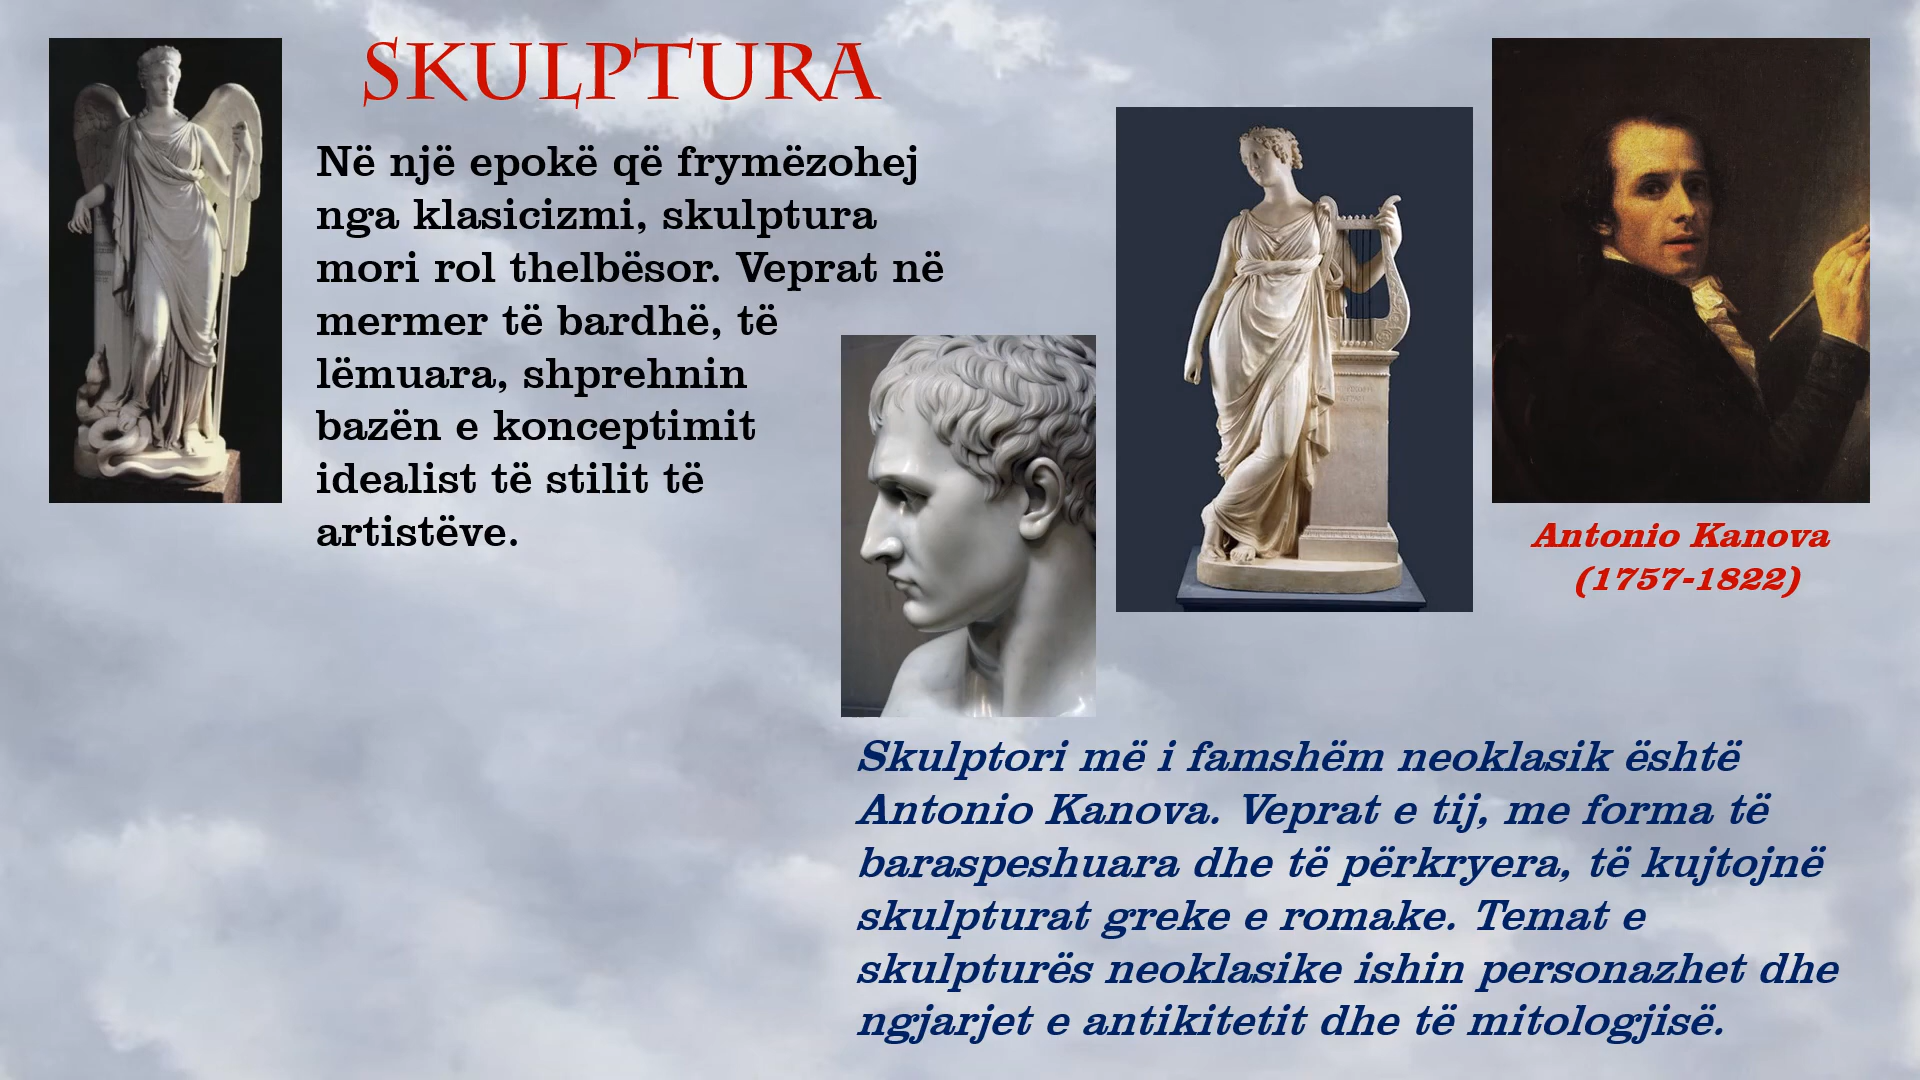 SKULPTURA
Në një epokë që frymëzohej
nga klasicizmi, skulptura
mori rol thelbësor. Veprat në
mermer të bardhë, të
lëmuara, shprehnin
bazën e konceptimit
idealist të stilit të
artistëve.
Antonio Kanova
(1757-1822)
Skulptori më i famshëm neoklasik është
Antonio Kanova. Veprat e tij, me forma të
baraspeshuara dhe të përkryera, të kujtojnë
skulpturat greke e romake. Temat e
skulpturës neoklasike ishin personazhet dhe
ngjarjet e antikitetit dhe të mitologjisë.